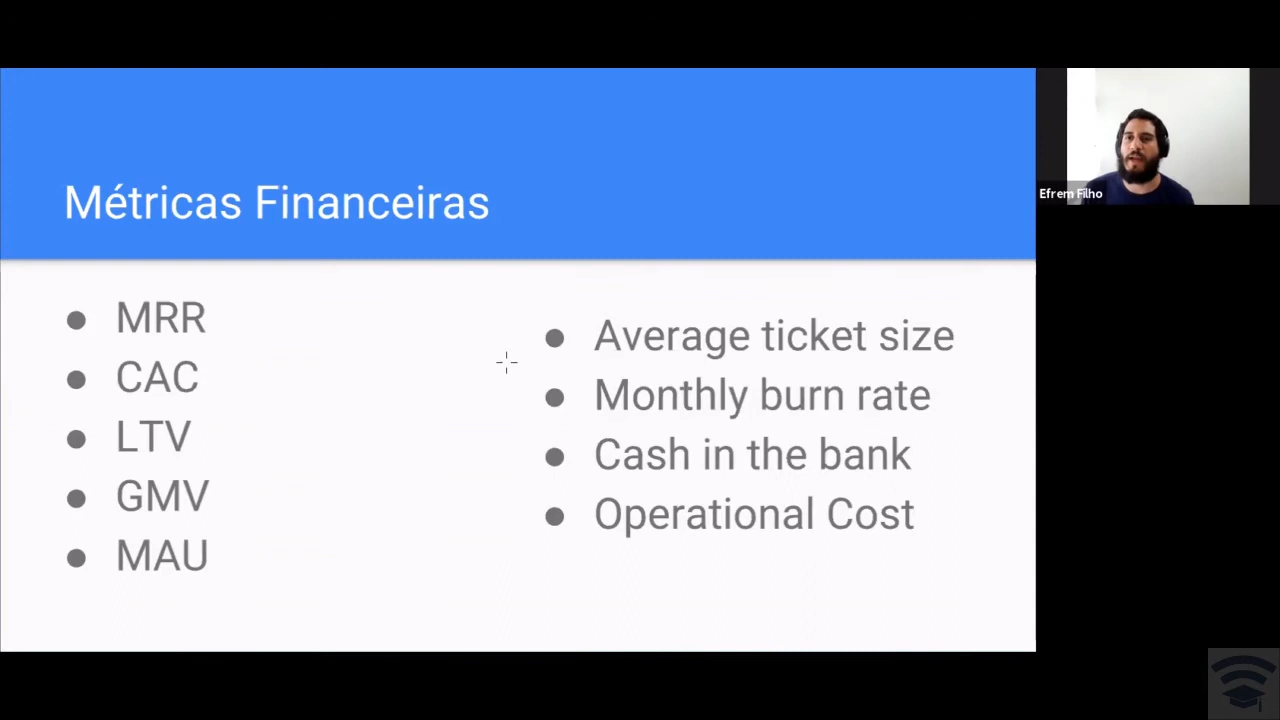 Métricas Financeiras
MRR
CAC
LTV
GMV
MAU
Average ticket size
Monthly burn rate
Cash in the bank
Operational Cost
Efrem Filho